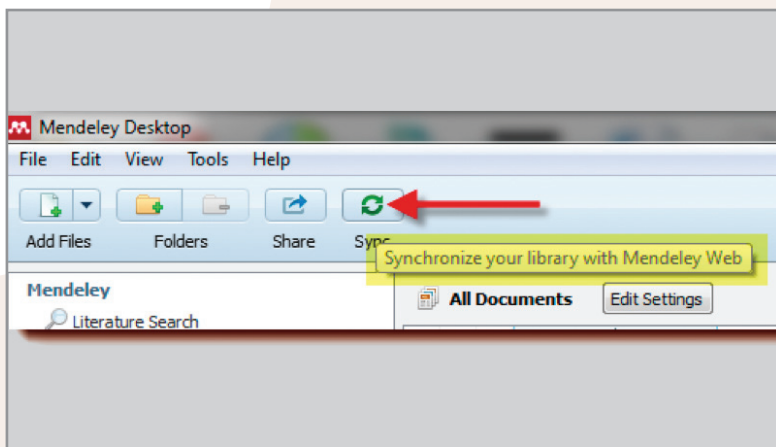 Mendeley Desktop
File Edit View Tools Help
Add Files Folders Share Sync
Synchronize your library with Mendeley Web
Mendeley
All Documents Edit Settings
Literature Search